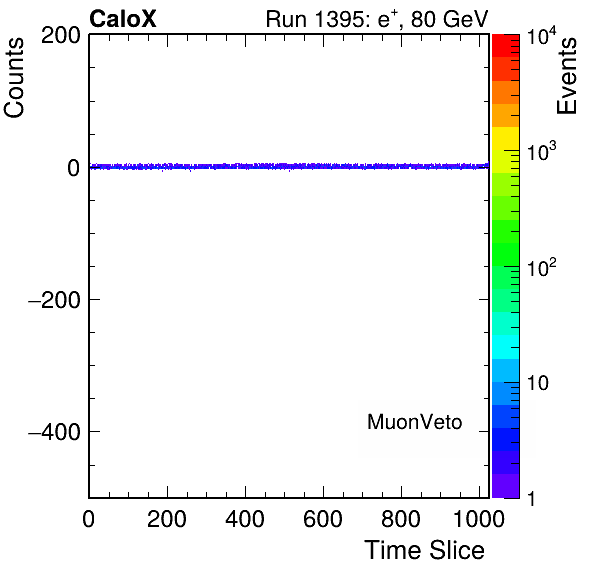 CaloX
Run 1395: e⁺, 80 GeV
Counts
200
0
−200
−400
MuonVeto
0 200 400 600 800 1000
Time Slice
Events
10⁴
10³
10²
10
1